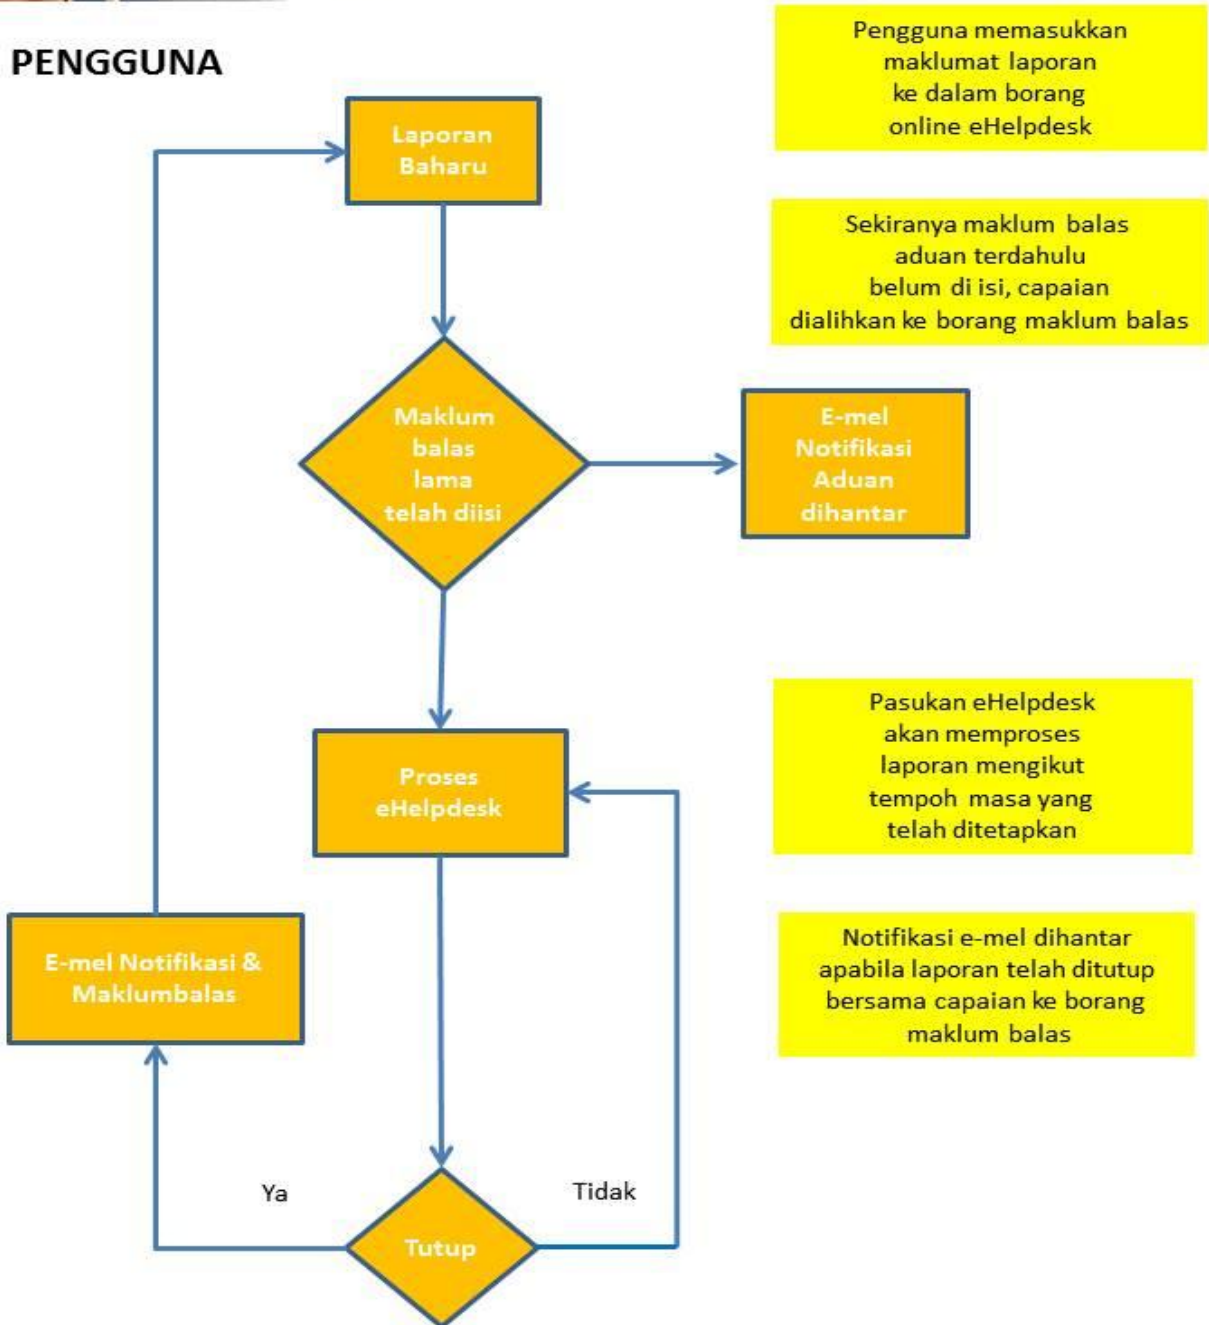 PENGGUNA
Pengguna memasukkan
maklumat laporan
ke dalam borang
online eHelpdesk
Laporan
Baharu
Sekiranya maklum balas
aduan terdahulu
belum di isi, capaian
dialihkan ke borang maklum balas
Maklum
balas
lama
telah diisi
E-mel
Notifikasi
Aduan
dihantar
Pasukan eHelpdesk
akan memproses
laporan mengikut
tempoh masa yang
telah ditetapkan
Proses
eHelpdesk
E-mel Notifikasi &
Maklumbalas
Notifikasi e-mel dihantar
apabila laporan telah ditutup
bersama capaian ke borang
maklum balas
Ya
Tidak
Tutup